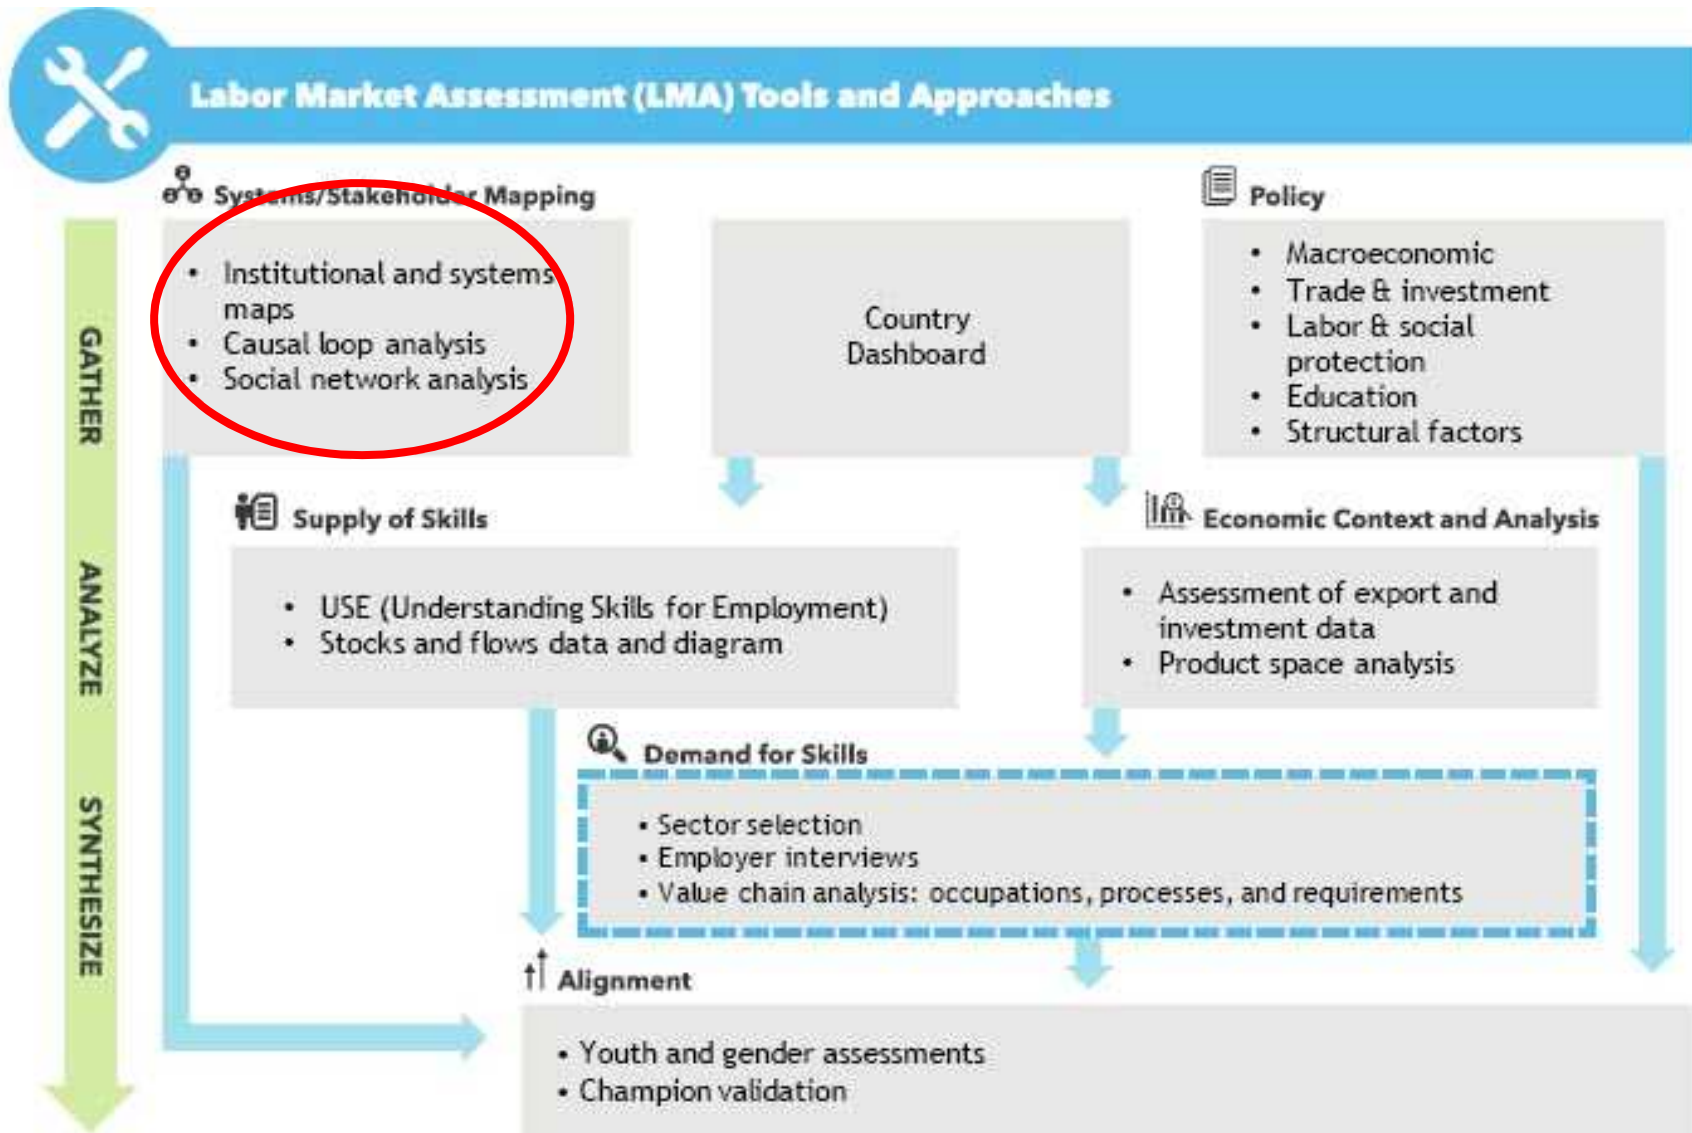 Labor Market Assessment (LMA) Tools and Approaches
Systems/Stakeholder Mapping
• Institutional and systems
maps
• Causal loop analysis
• Social network analysis
Country
Dashboard
Policy
• Macroeconomic
• Trade & investment
• Labor & social
protection
• Education
• Structural factors
GATHER
Supply of Skills
• USE (Understanding Skills for Employment)
• Stocks and flows data and diagram
Economic Context and Analysis
• Assessment of export and
investment data
• Product space analysis
ANALYZE
Demand for Skills
• Sector selection
• Employer interviews
• Value chain analysis: occupations, processes, and requirements
SYNTHESIZE
Alignment
• Youth and gender assessments
• Champion validation